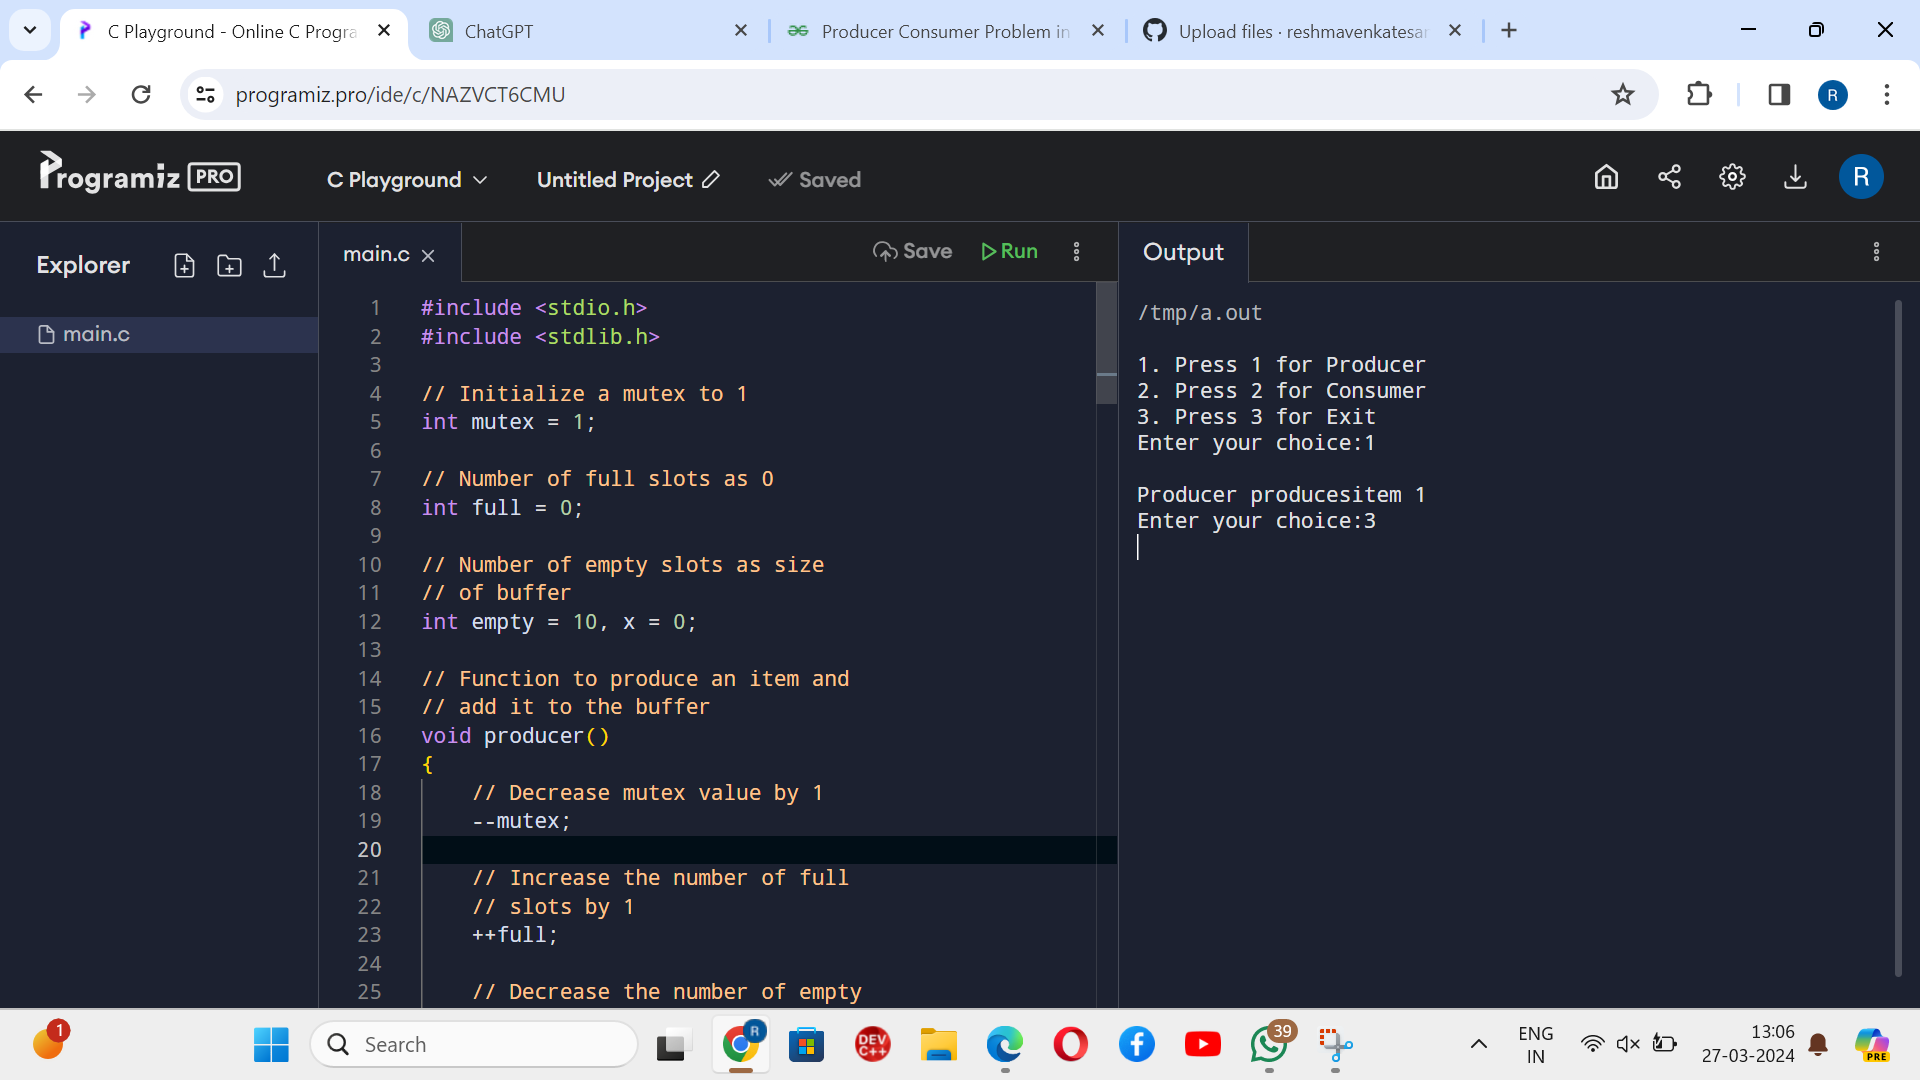 C Playground - Online C Progra
ChatGPT
Producer Consumer Problem in
Upload files · reshmavenkatesar
programiz.pro/ide/c/NAZVCT6CMU
R
Programiz PRO
C Playground
Untitled Project
Saved
R
Explorer
main.c
main.c
Save
Run
1 #include <stdio.h>
2 #include <stdlib.h>
3
4 // Initialize a mutex to 1
5 int mutex = 1;
6
7 // Number of full slots as 0
8 int full = 0;
9
10 // Number of empty slots as size
11 // of buffer
12 int empty = 10, x = 0;
13
14 // Function to produce an item and
15 // add it to the buffer
16 void producer()
17 {
18 // Decrease mutex value by 1
19 --mutex;
20
21 // Increase the number of full
22 // slots by 1
23 ++full;
24
25 // Decrease the number of empty
Output
/tmp/a.out
1. Press 1 for Producer
2. Press 2 for Consumer
3. Press 3 for Exit
Enter your choice:1
Producer producesitem 1
Enter your choice:3
1
Search
R
DEV
C++
39
ENG
IN
13:06
27-03-2024
PRE